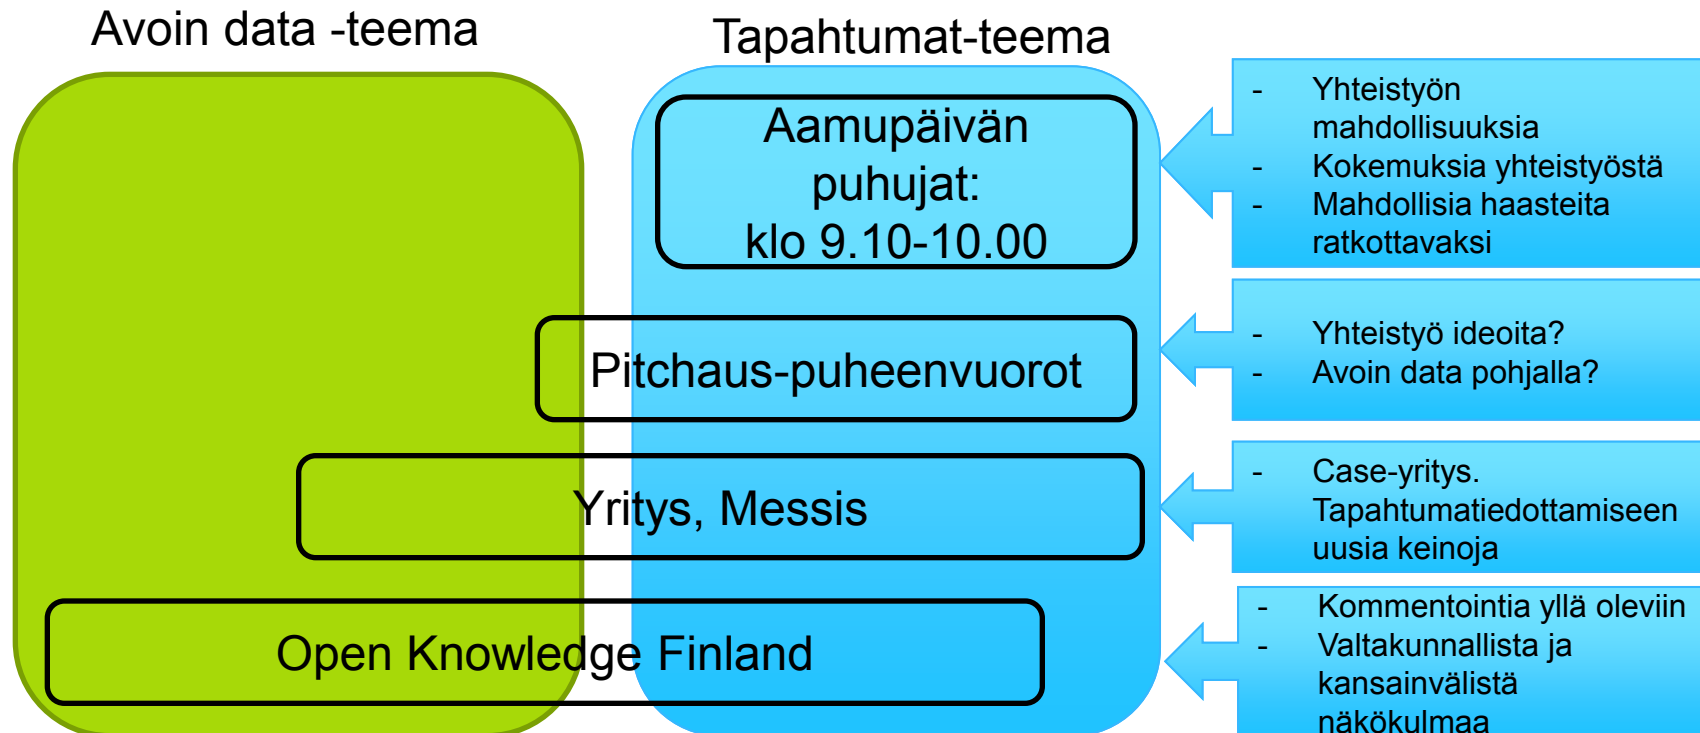 Avoin data -teema
Tapahtumat-teema
Aamupäivän
puhujat:
klo 9.10-10.00
- Yhteistyön
mahdollisuuksia
- Kokemuksia yhteistyöstä
- Mahdollisia haasteita
ratkottavaksi
Pitchaus-puheenvuorot
- Yhteistyö ideoita?
- Avoin data pohjalla?
Yritys, Messis
- Case-yritys.
Tapahtumatiedottamiseen
uusia keinoja
Open Knowledge Finland
- Kommentointia yllä oleviin
- Valtakunnallista ja
kansainvälistä
näkökulmaa